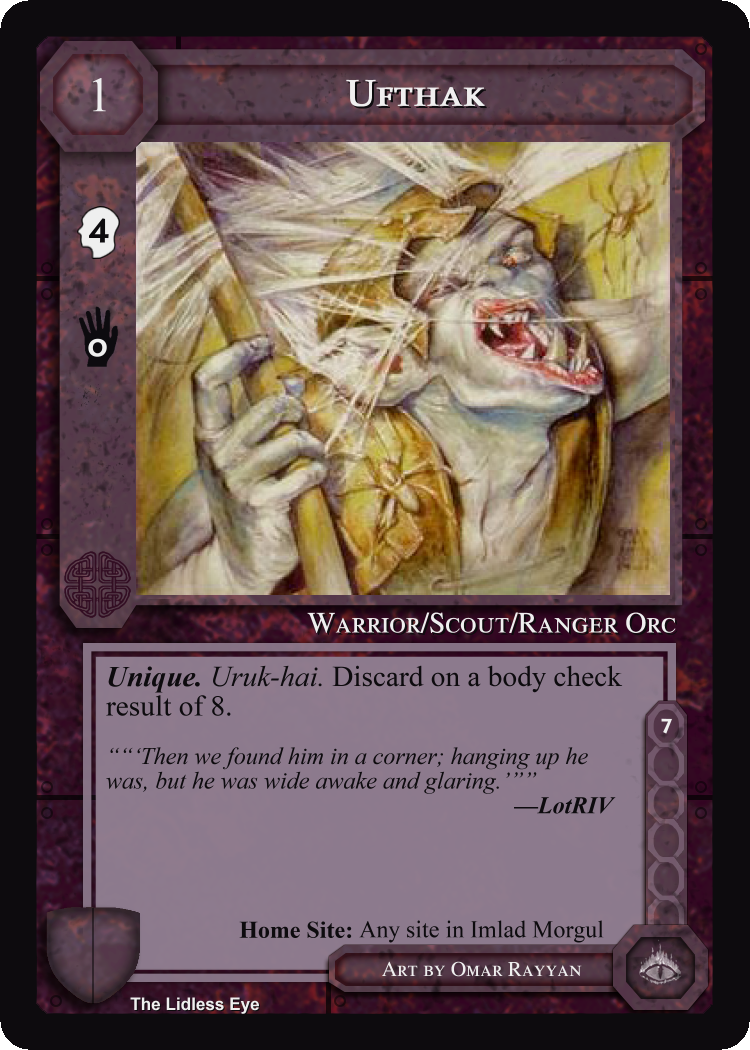 1
Ufthak
4
0
Warrior/Scout/Ranger Orc
Unique. Uruk-hai. Discard on a body check
result of 8.
7
““‘Then we found him in a corner; hanging up he
was, but he was wide awake and glaring.’””
—LotRIV
Home Site: Any site in Imlad Morgul
Art by Omar Rayyan
The Lidless Eye